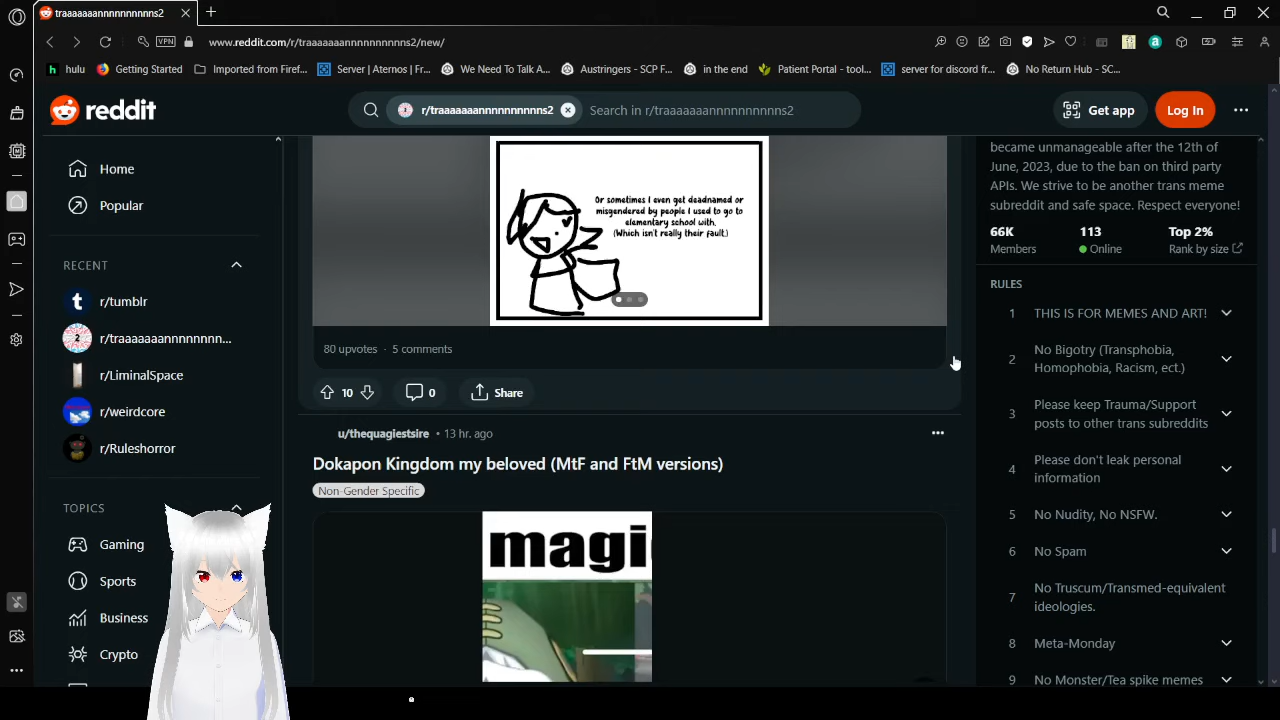 traaaaaaannnnnnnnnns2
VPN
www.reddit.com/r/traaaaaaannnnnnnnnns2/new/
hulu
Getting Started
Imported from Firef...
Server | Aternos | Fr...
We Need To Talk A...
Austringers - SCP F...
in the end
Patient Portal - tool...
server for discord fr...
No Return Hub - SC...
reddit
r/traaaaaaannnnnnnnnns2
Search in r/traaaaaaannnnnnnnnns2
Get app
Log In
Home
Popular
RECENT
r/tumblr
r/traaaaaaannnnnnn...
r/LiminalSpace
r/weirdcore
r/Ruleshorror
TOPICS
Gaming
Sports
Business
Crypto
Or sometimes I even get deadnamed or
misgendered by people I used to go to
elementary school with.
(Which isn't really their fault.)
80 upvotes • 5 comments
10
0
Share
u/thequagiestsire • 13 hr. ago
Dokapon Kingdom my beloved (MtF and FtM versions)
Non-Gender Specific
magi
became unmanageable after the 12th of
June, 2023, due to the ban on third party
APIs. We strive to be another trans meme
subreddit and safe space. Respect everyone!
66K
Members
113
Online
Top 2%
Rank by size
RULES
1 THIS IS FOR MEMES AND ART!
2 No Bigotry (Transphobia,
Homophobia, Racism, ect.)
3 Please keep Trauma/Support
posts to other trans subreddits
4 Please don't leak personal
information
5 No Nudity, No NSFW.
6 No Spam
7 No Truscum/Transmed-equivalent
ideologies.
8 Meta-Monday
9 No Monster/Tea spike memes